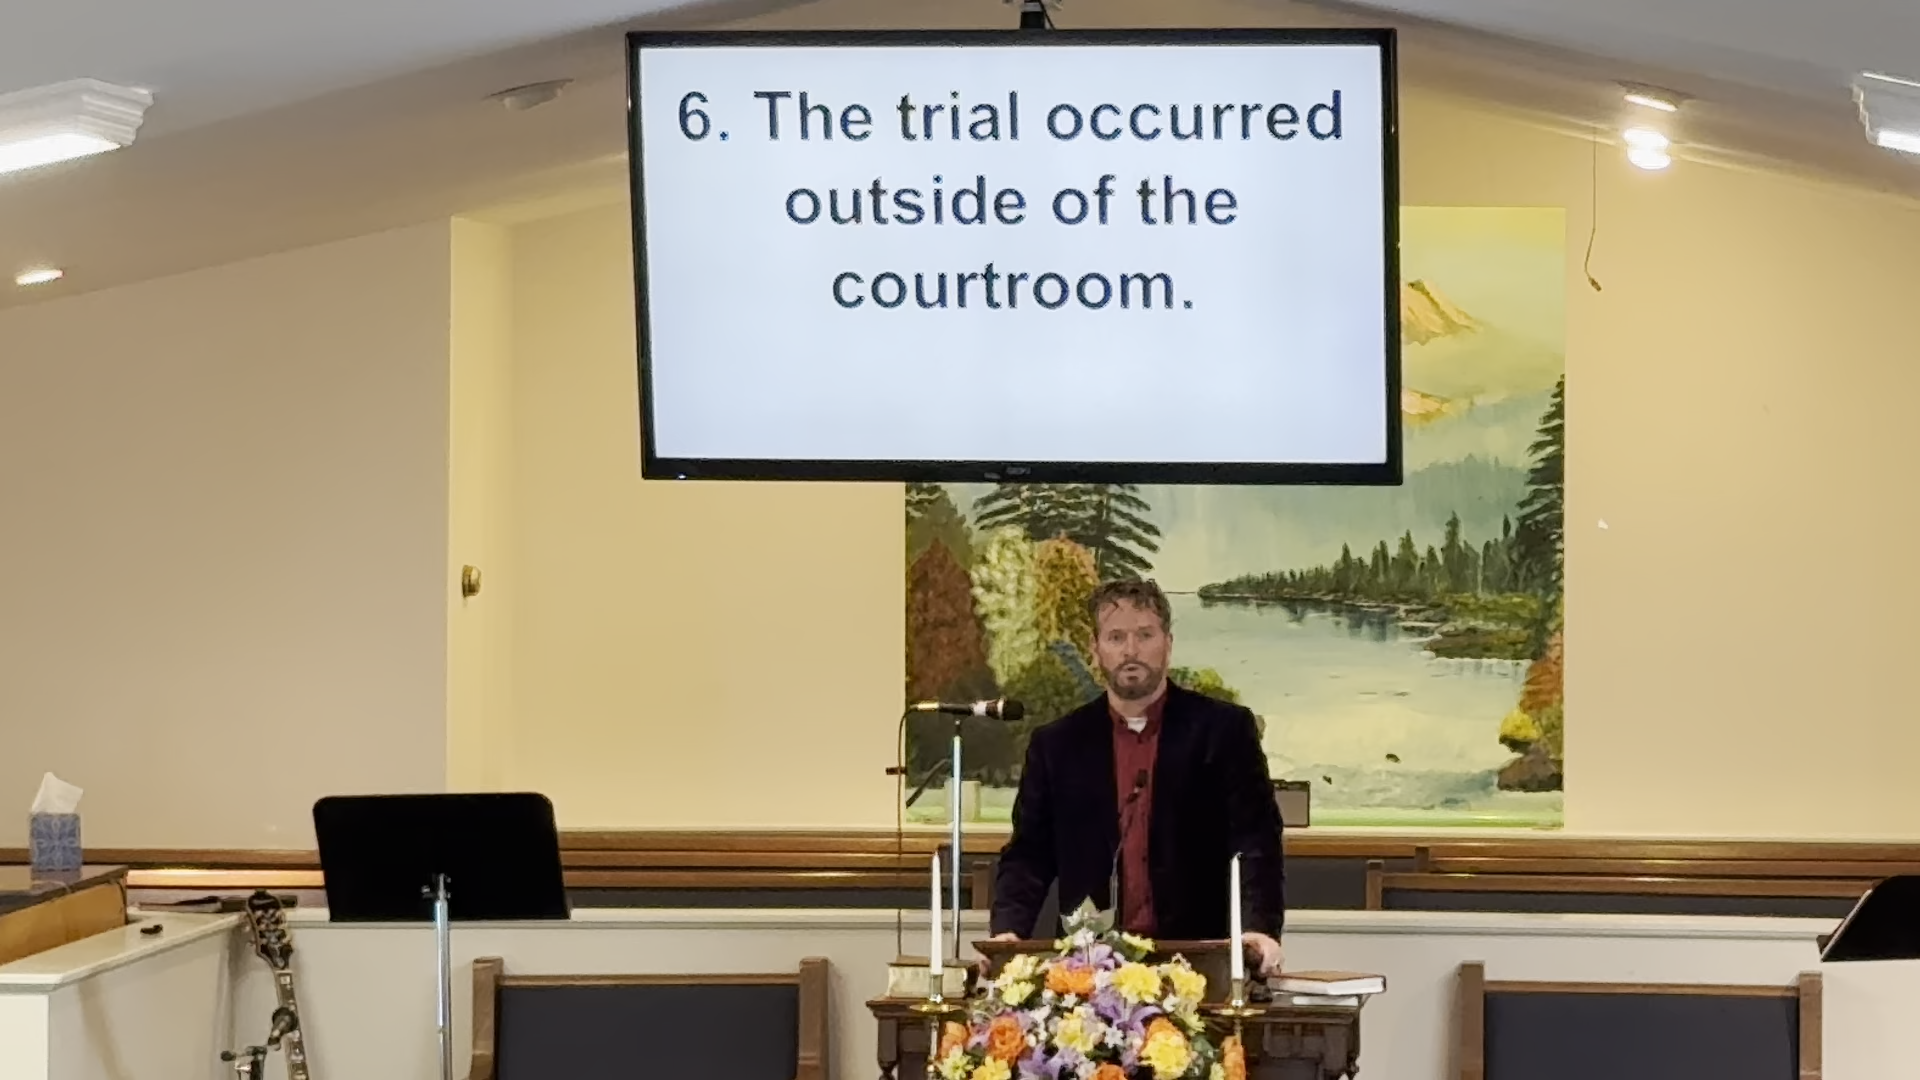 6. The trial occurred
outside of the
courtroom.